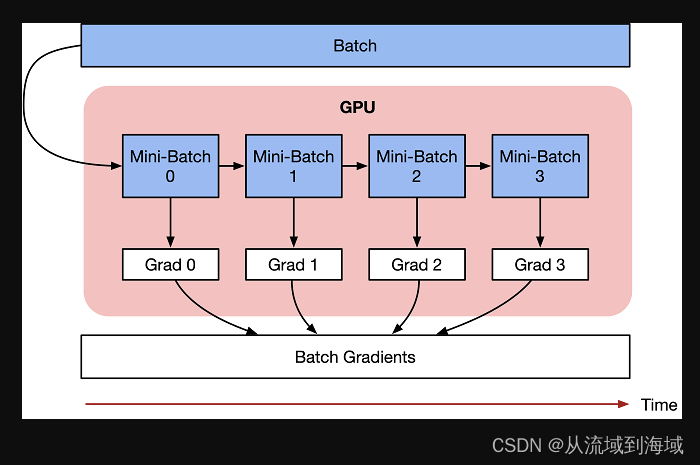 Batch
GPU
Mini-Batch
0
Mini-Batch
1
Mini-Batch
2
Mini-Batch
3
Grad 0
Grad 1
Grad 2
Grad 3
Batch Gradients
Time
CSDN @从流域到海域